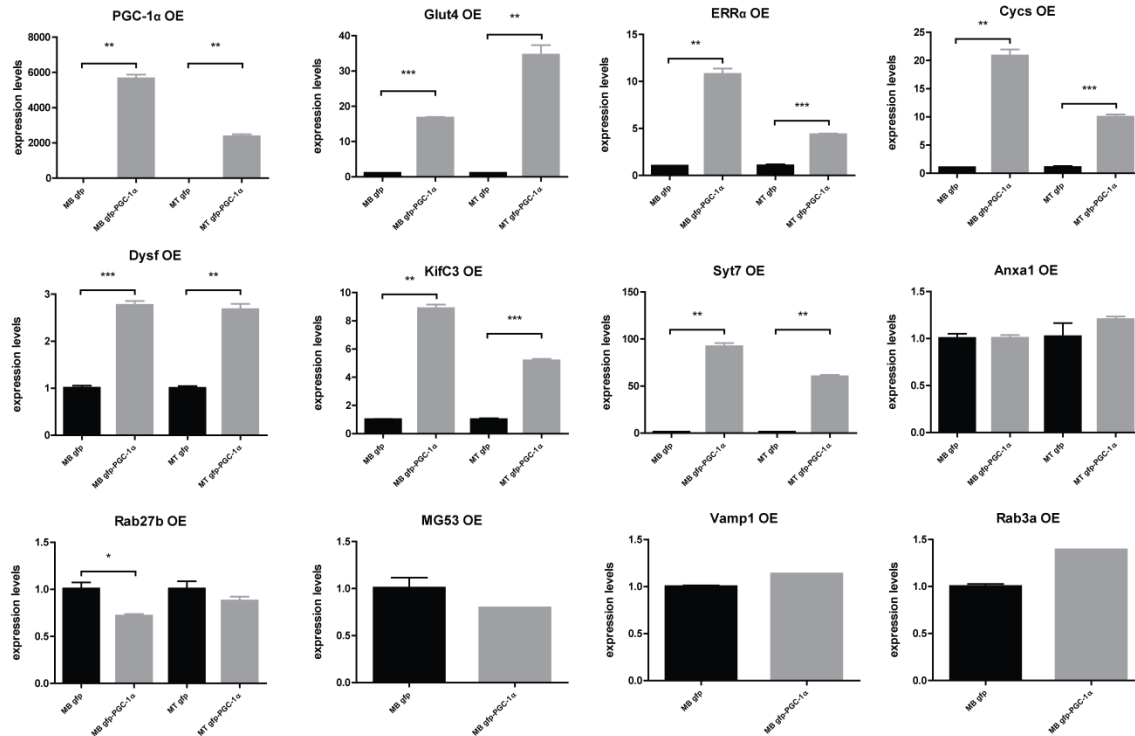 PGC-1α OE
expression levels
8000
6000
4000
2000
0
**
**
MB gfp
MB gfp-PGC-1α
MT gfp
MT gfp-PGC-1α
Glut4 OE
expression levels
40
30
20
10
0
***
**
MB gfp
MB gfp-PGC-1α
MT gfp
MT gfp-PGC-1α
ERRα OE
expression levels
15
10
5
0
**
***
MB gfp
MB gfp-PGC-1α
MT gfp
MT gfp-PGC-1α
Cycs OE
expression levels
25
20
15
10
5
0
**
***
MB gfp
MB gfp-PGC-1α
MT gfp
MT gfp-PGC-1α
Dysf OE
expression levels
3
2
1
0
***
**
MB gfp
MB gfp-PGC-1α
MT gfp
MT gfp-PGC-1α
KifC3 OE
expression levels
10
8
6
4
2
0
**
***
MB gfp
MB gfp-PGC-1α
MT gfp
MT gfp-PGC-1α
Syt7 OE
expression levels
150
100
50
0
**
**
MB gfp
MB gfp-PGC-1α
MT gfp
MT gfp-PGC-1α
Anxa1 OE
expression levels
1.5
1.0
0.5
0.0
MB gfp
MB gfp-PGC-1α
MT gfp
MT gfp-PGC-1α
Rab27b OE
expression levels
1.5
1.0
0.5
0.0
*
MB gfp
MB gfp-PGC-1α
MT gfp
MT gfp-PGC-1α
MG53 OE
expression levels
1.5
1.0
0.5
0.0
MB gfp
MB gfp-PGC-1α
Vamp1 OE
expression levels
1.5
1.0
0.5
0.0
MB gfp
MB gfp-PGC-1α
Rab3a OE
expression levels
1.5
1.0
0.5
0.0
MB gfp
MB gfp-PGC-1α